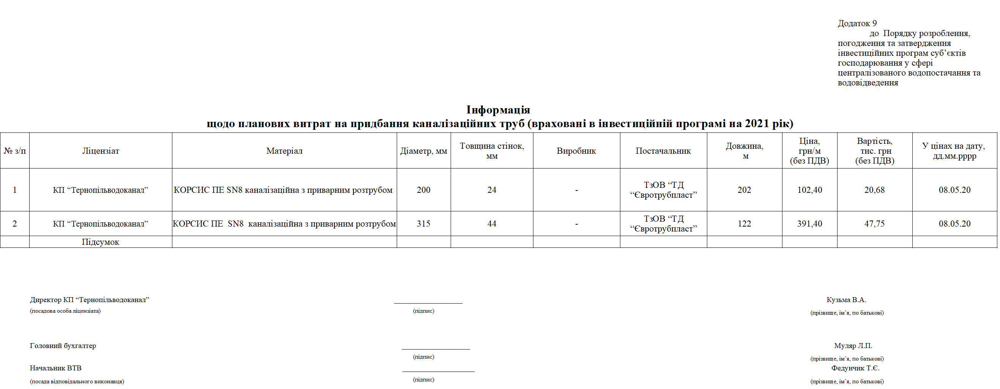 Додаток 9
до  Порядку розроблення,
погодження та затвердження
інвестиційних програм суб’єктів
господарювання у сфері
централізованого водопостачання та
водовідведення
Інформація
щодо планових витрат на придбання каналізаційних труб (враховані в інвестиційній програмі на 2021 рік)
№ з/п Ліцензіат Матеріал Діаметр, мм Товщина стінок, мм Виробник Постачальник Довжина, м Ціна, грн/м (без ПДВ) Вартість, тис. грн (без ПДВ) У цінах на дату, дд.мм.рррр
1 КП “Тернопільводоканал” КОРСИС ПЕ SN8 каналізаційна з приварним розтрубом 200 24 - ТзОВ “ТД “Євротрубпласт” 202 102,40 20,68 08.05.20
2 КП “Тернопільводоканал” КОРСИС ПЕ  SN8  каналізаційна з приварним розтрубом 315 44 - ТзОВ “ТД “Євротрубпласт” 122 391,40 47,75 08.05.20
Підсумок
Директор КП “Тернопільводоканал” Кузьма В.А.
(посадова особа ліцензіата) (підпис) (прізвище, ім’я, по батькові)
Головний бухгалтер Муляр Л.П.
(підпис) (прізвище, ім’я, по батькові)
Начальник ВТВ Федунчик Т.Є.
(посада відповідального виконавця) (підпис) (прізвище, ім’я, по батькові)